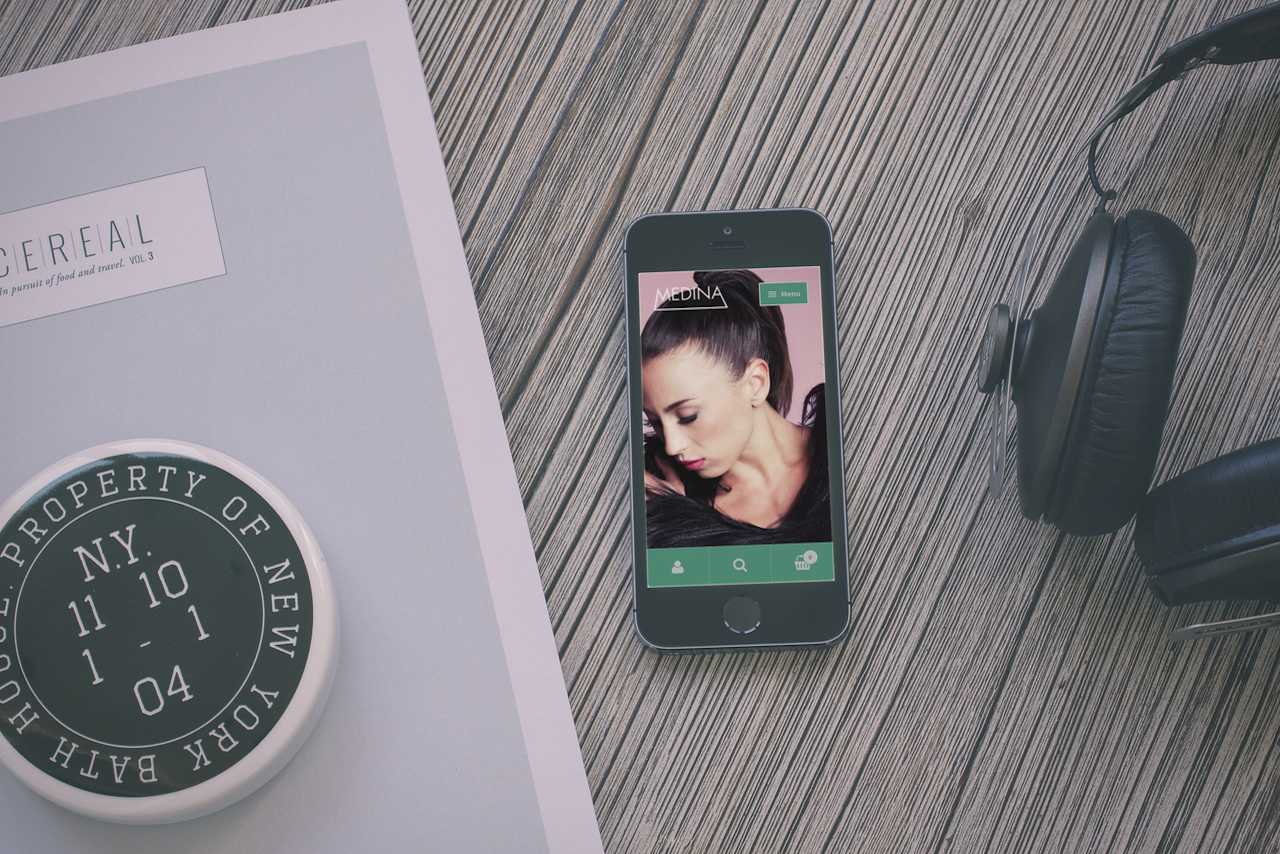 CEREAL
In pursuit of food and travel. VOL. 3
MEDINA
Menu
0
PROPERTY OF NEW YORK BATH HOUSE.
N.Y.
11 10
1 - 1
04